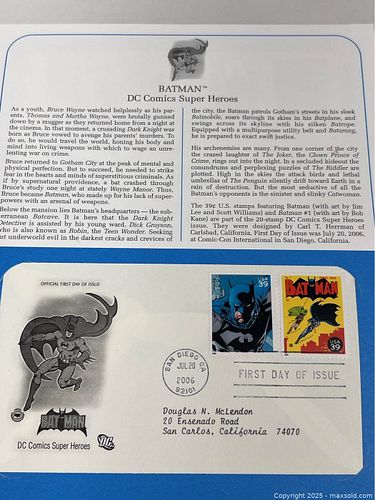 BATMAN™
DC Comics Super Heroes
As a youth, Bruce Wayne watched helplessly as his par-
ents, Thomas and Martha Wayne, were brutally gunned
down by a mugger as they returned home from a night at
the cinema. In that moment, a crusading Dark Knight was
born as Bruce vowed to avenge his parents' murders. To
do so, he would travel the world, honing his body and
mind into living weapons with which to wage an unre-
lenting war on crime.
Bruce returned to Gotham City at the peak of mental and
physical perfection. But to succeed, he needed to strike
fear in the hearts and minds of superstitious criminals. As
if by supernatural providence, a bat crashed through
Bruce's study one night at stately Wayne Manor. Thus,
Bruce became Batman, who made up for his lack of super-
powers with an arsenal of weapons.
Below the mansion lies Batman's headquarters — the sub-
terranean Batcave. It is here that the Dark Knight
Detective is assisted by his young ward, Dick Grayson,
who is also known as Robin, the Teen Wonder. Seeking
out underworld evil in the darkest cracks and crevices of
the city, the Batman patrols Gotham's streets in his sleek
Batmobile, soars through its skies in his Batplane, and
swings across its skyline with his silken Batrope.
Equipped with a multipurpose utility belt and Batarang,
he is prepared to exact swift justice.
His archenemies are many. From one corner of the city
the crazed laughter of The Joker, the Clown Prince of
Crime, rings out into the night. In a secluded hideout the
conundrums and perplexing puzzles of The Riddler are
plotted. High in the skies the attack birds and lethal
umbrellas of The Penguin silently drift toward Earth in a
rain of destruction. But the most seductive of all the
Batman's opponents is the sinister and slinky Catwoman.
The 39¢ U.S. stamps featuring Batman (with art by Jim
Lee and Scott Williams) and Batman #1 (with art by Bob
Kane) are part of the 20-stamp DC Comics Super Heroes
issue. They were designed by Carl T. Herrman of
Carlsbad, California. First Day of Issue was July 20, 2006,
at Comic-Con International in San Diego, California.
OFFICIAL FIRST DAY OF ISSUE
BATMAN
DC Comics Super Heroes
DC
USA 39
BATMAN
USA
39
SAN DIEGO CA
JUL 20
2006
92101
FIRST DAY OF ISSUE
Douglas N. McLendon
20 Ensenado Road
San Carlos, California 74070
Copyright 2025 - maxsold.com